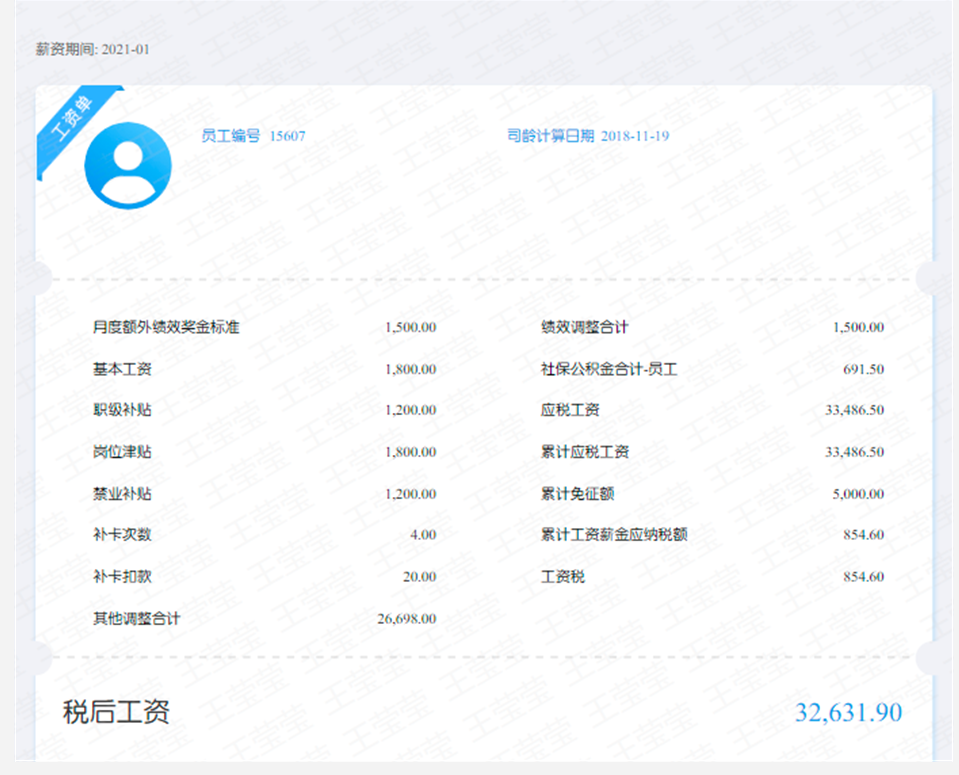 薪资期间: 2021-01
工资单
员工编号 15607 司龄计算日期 2018-11-19
月度额外绩效奖金标准 1,500.00 绩效调整合计 1,500.00
基本工资 1,800.00 社保公积金合计-员工 691.50
职级补贴 1,200.00 应税工资 33,486.50
岗位津贴 1,800.00 累计应税工资 33,486.50
禁业补贴 1,200.00 累计免征额 5,000.00
补卡次数 4.00 累计工资薪金应纳税额 854.60
补卡扣款 20.00 工资税 854.60
其他调整合计 26,698.00
税后工资 32,631.90
王莹莹